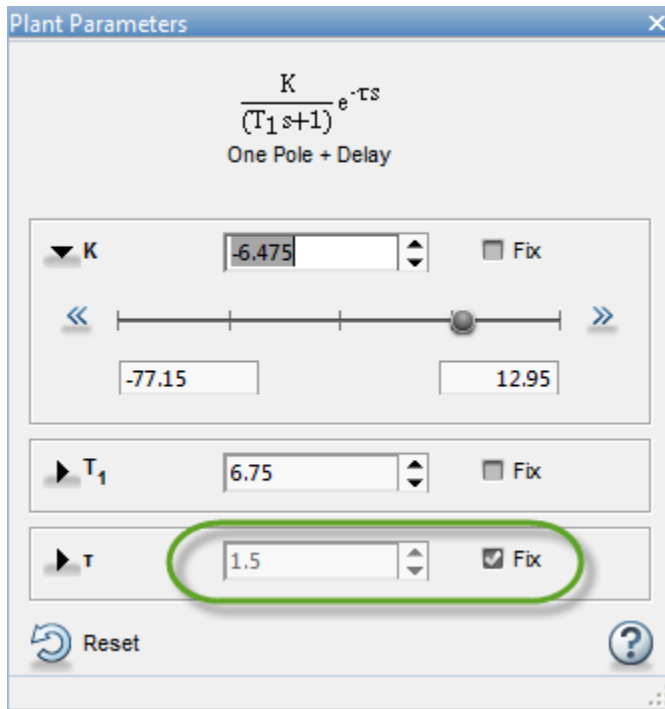 Plant Parameters
K
(T1s+1) e-τs
One Pole + Delay
K -6.475 Fix
-77.15 12.95
T1 6.75 Fix
τ 1.5 Fix
Reset
?